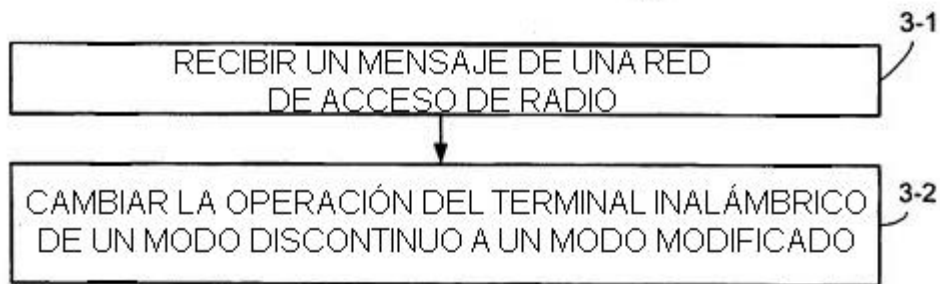 3-1
RECIBIR UN MENSAJE DE UNA RED
DE ACCESO DE RADIO
3-2
CAMBIAR LA OPERACIÓN DEL TERMINAL INALÁMBRICO
DE UN MODO DISCONTINUO A UN MODO MODIFICADO